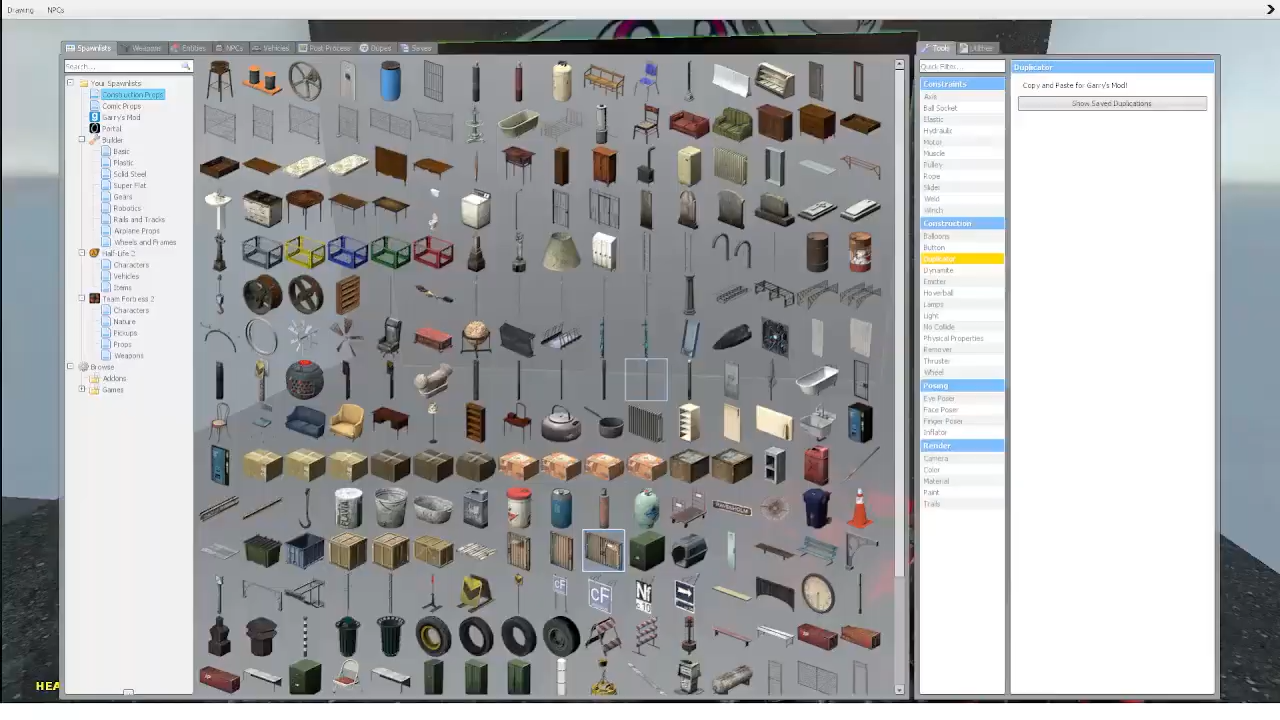 Drawing NPCs
Spawnlists Weapons Entities NPCs Vehicles Post Process Dupes Saves
Tools Utilities
Search...
Quick Filter...
Duplicator
Your Spawnlists
Construction Props
Comic Props
Garry's Mod
Portal
Builder
Basic
Plastic
Solid Steel
Super Flat
Gears
Robotics
Rails and Tracks
Airplane Props
Wheels and Frames
Half-Life 2
Characters
Vehicles
Items
Team Fortress 2
Characters
Nature
Pickups
Props
Weapons
Browse
Addons
Games
RAVENHOLM
cF
cF
Nf
Constraints
Axis
Ball Socket
Elastic
Hydraulic
Motor
Muscle
Pulley
Rope
Slider
Weld
Winch
Construction
Balloons
Button
Duplicator
Dynamite
Emitter
Hoverball
Lamps
Light
No Collide
Physical Properties
Remover
Thruster
Wheel
Posing
Eye Poser
Face Poser
Finger Poser
Inflator
Render
Camera
Color
Material
Paint
Trails
Copy and Paste for Garry's Mod!
Show Saved Duplications
HEA